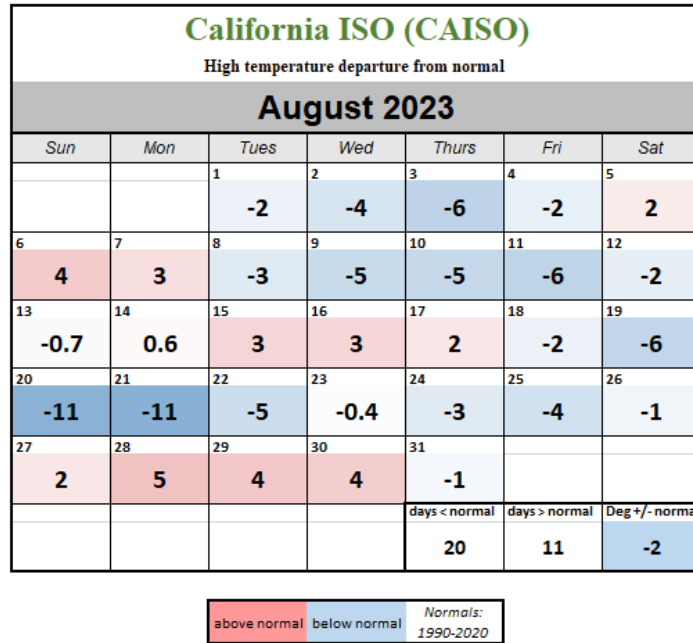 California ISO (CAISO)
High temperature departure from normal
August 2023
Sun Mon Tues Wed Thurs Fri Sat
1 2 3 4 5
-2 -4 -6 -2 2
6 7 8 9 10 11 12
4 3 -3 -5 -5 -6 -2
13 14 15 16 17 18 19
-0.7 0.6 3 3 2 -2 -6
20 21 22 23 24 25 26
-11 -11 -5 -0.4 -3 -4 -1
27 28 29 30 31
2 5 4 4 -1
days < normal days > normal Deg +/- norma
20 11 -2
above normal below normal Normals:
1990-2020